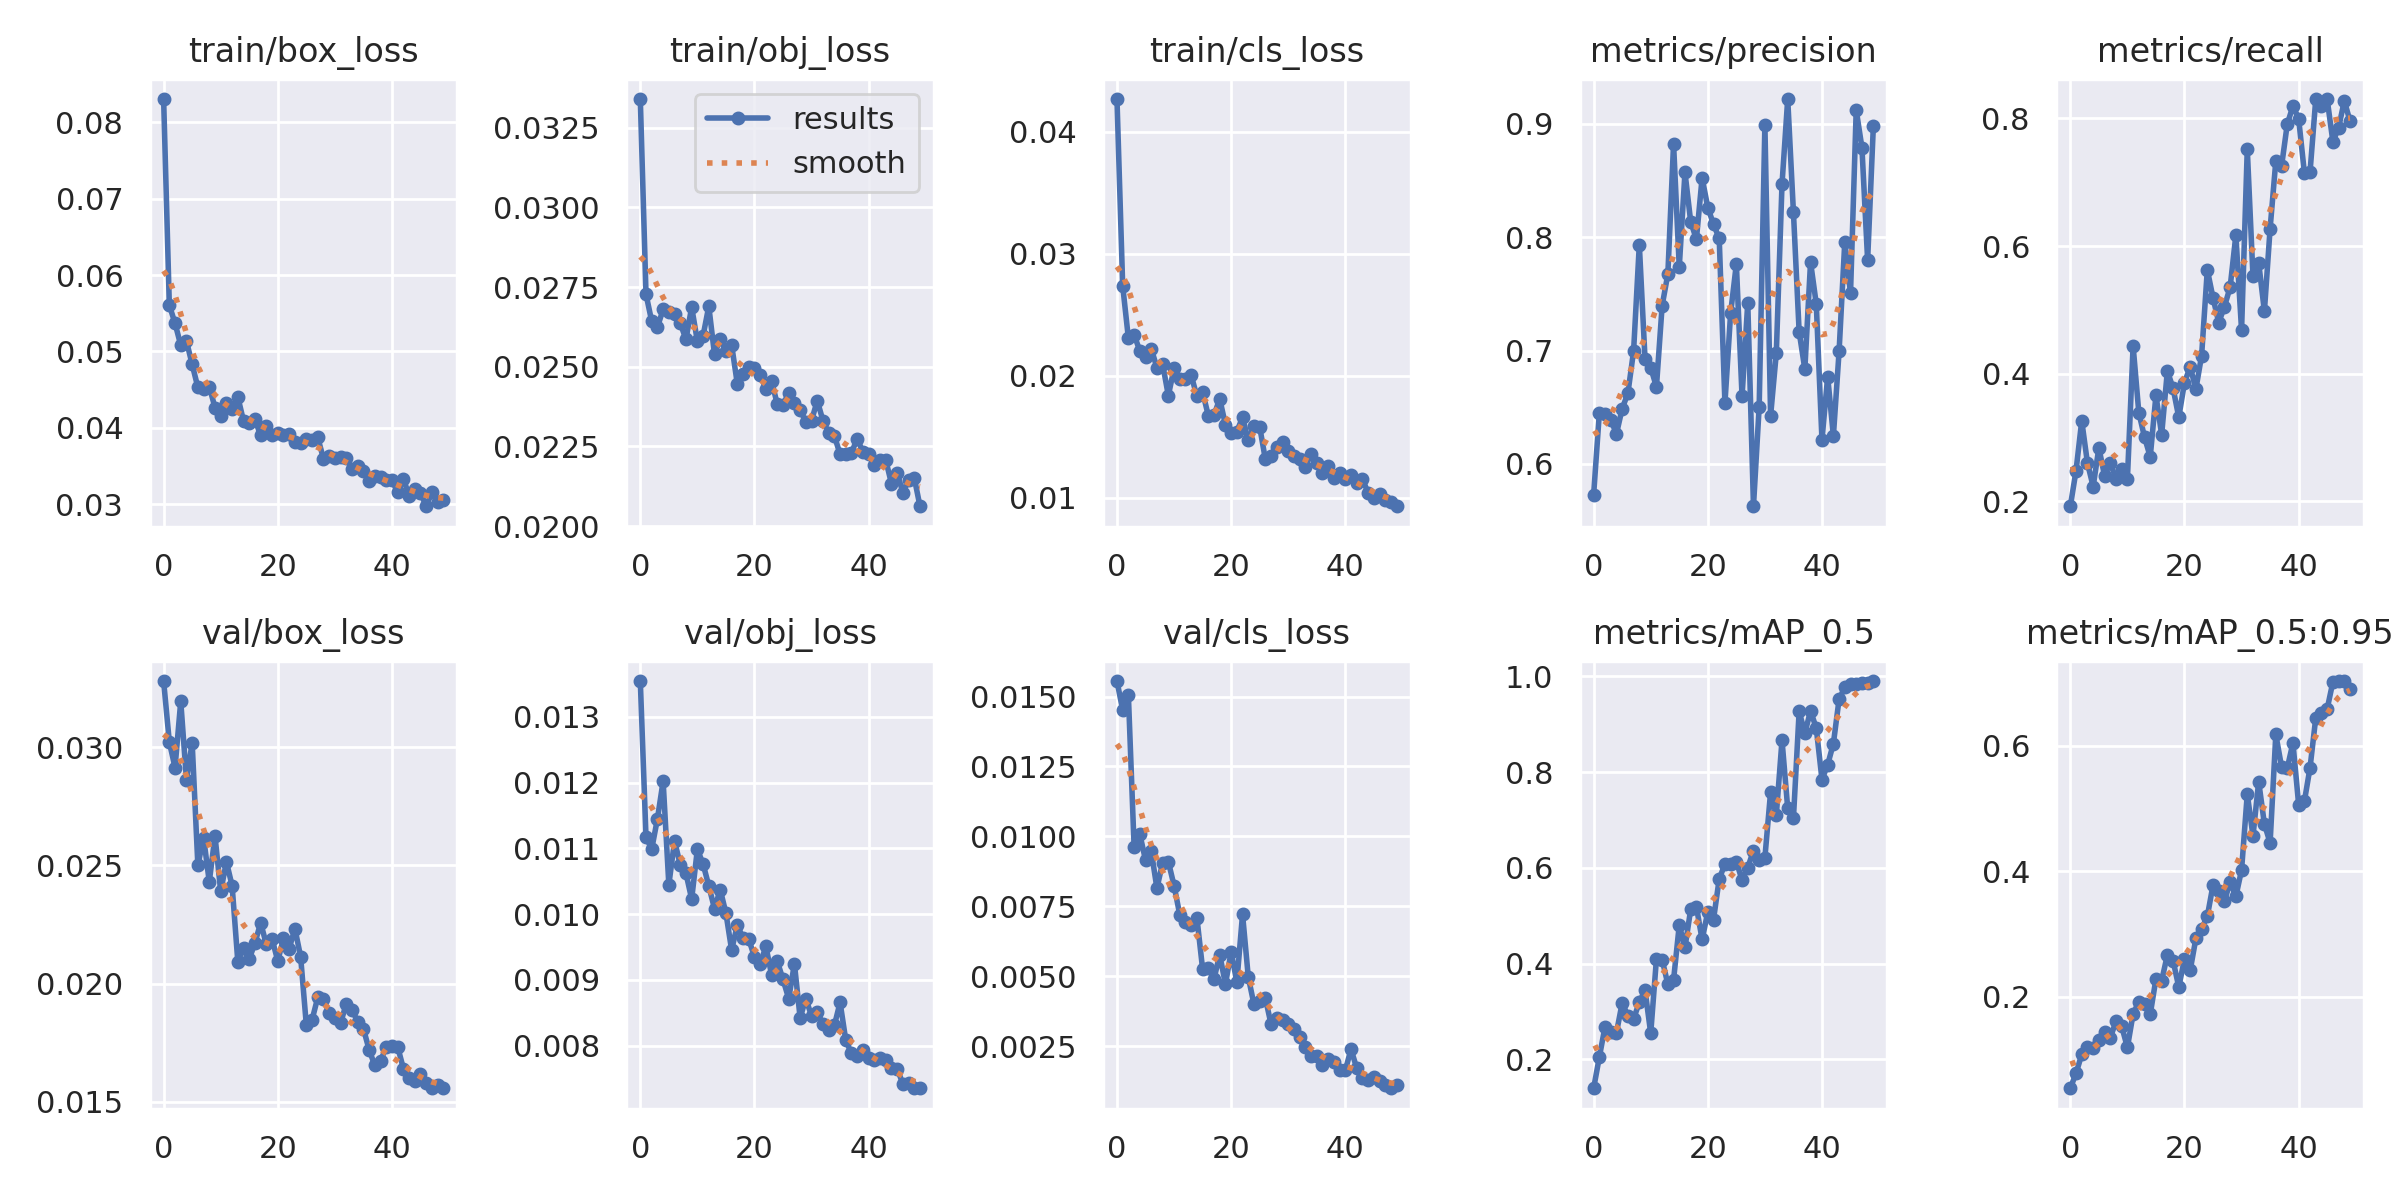 train/box_loss
0.08
0.07
0.06
0.05
0.04
0.03
0 20 40
train/obj_loss
results
smooth
0.0325
0.0300
0.0275
0.0250
0.0225
0.0200
0 20 40
train/cls_loss
0.04
0.03
0.02
0.01
0 20 40
metrics/precision
0.9
0.8
0.7
0.6
0 20 40
metrics/recall
0.8
0.6
0.4
0.2
0 20 40
val/box_loss
0.030
0.025
0.020
0.015
0 20 40
val/obj_loss
0.013
0.012
0.011
0.010
0.009
0.008
0 20 40
val/cls_loss
0.0150
0.0125
0.0100
0.0075
0.0050
0.0025
0 20 40
metrics/mAP_0.5
1.0
0.8
0.6
0.4
0.2
0 20 40
metrics/mAP_0.5:0.95
0.6
0.4
0.2
0 20 40